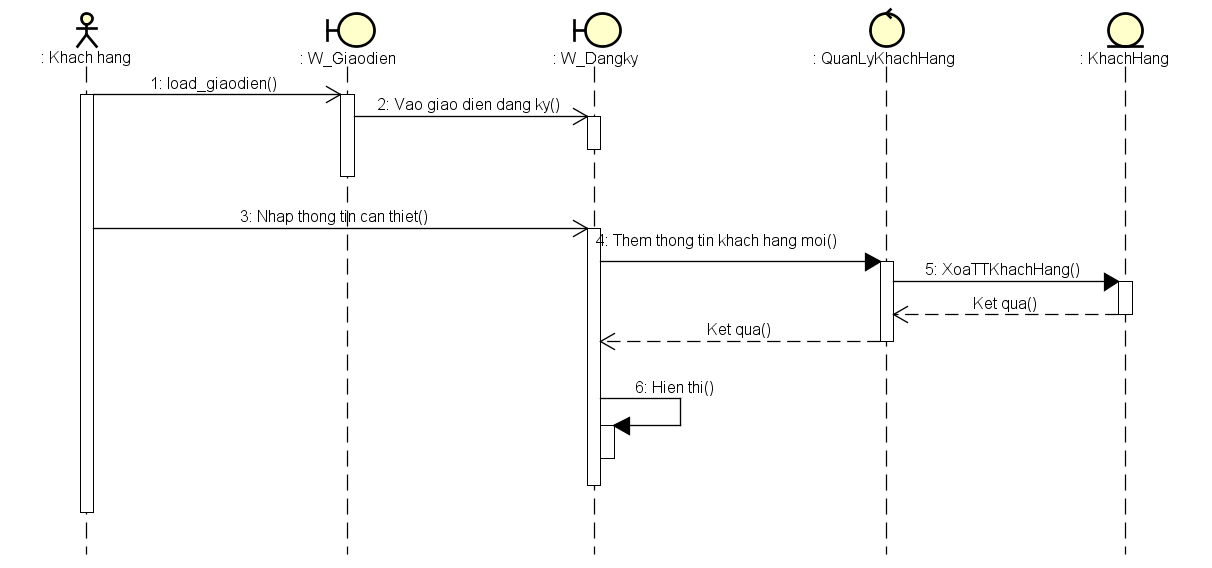 : Khach hang
: W_Giaodien
: W_Dangky
: QuanLyKhachHang
: KhachHang
1: load_giaodien()
2: Vao giao dien dang ky()
3: Nhap thong tin can thiet()
4: Them thong tin khach hang moi()
5: XoaTTKhachHang()
Ket qua()
Ket qua()
6: Hien thi()